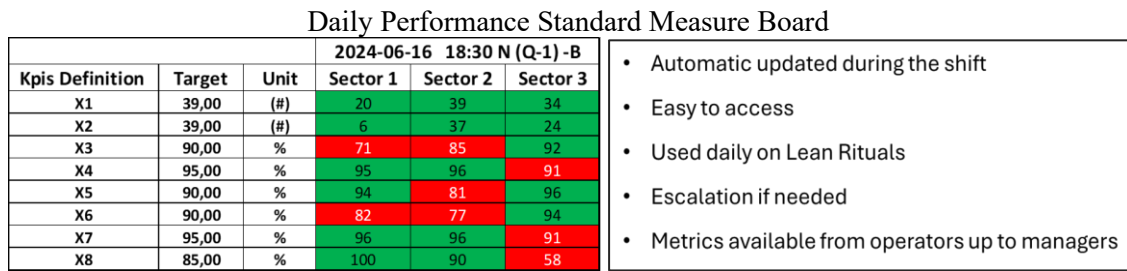 Daily Performance Standard Measure Board
2024-06-16 18:30 N (Q-1) -B
Kpis Definition Target Unit Sector 1 Sector 2 Sector 3
X1 39,00 (#) 20 39 34
X2 39,00 (#) 6 37 24
X3 90,00 % 71 85 92
X4 95,00 % 95 96 91
X5 90,00 % 94 81 96
X6 90,00 % 82 77 94
X7 95,00 % 96 96 91
X8 85,00 % 100 90 58
• Automatic updated during the shift
• Easy to access
• Used daily on Lean Rituals
• Escalation if needed
• Metrics available from operators up to managers